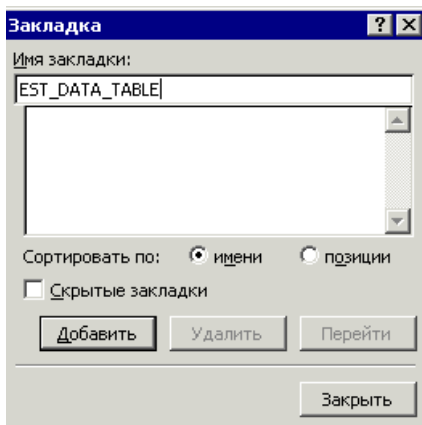 Закладка
Имя закладки:
EST_DATA_TABLE
Сортировать по: имени позиции
Скрытые закладки
Добавить Удалить Перейти
Закрыть